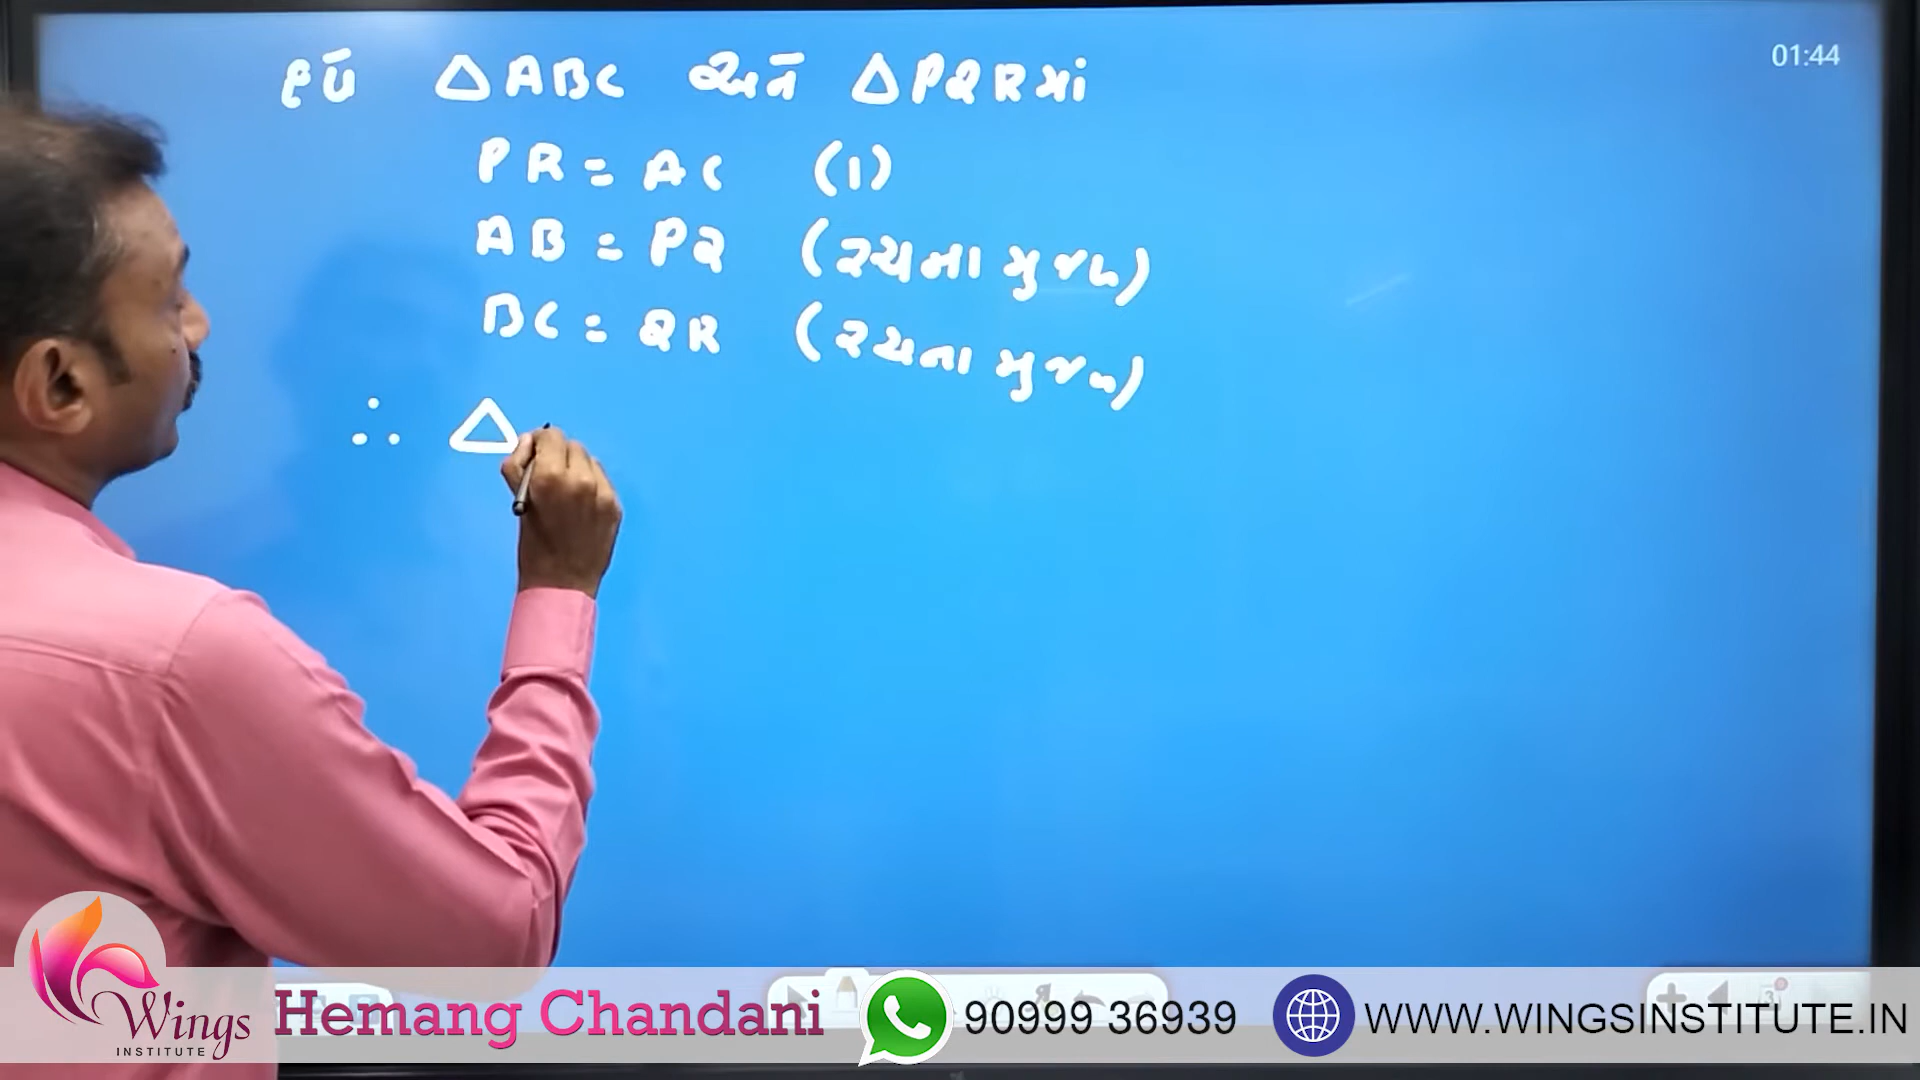 હવે △ABC અને △PQRમાં
01:44
PR = AC (1)
AB = PQ (રચના મુજબ)
BC = QR (રચના મુજબ)
∴ △
Wings
INSTITUTE
Hemang Chandani
90999 36939
WWW.WINGSINSTITUTE.IN